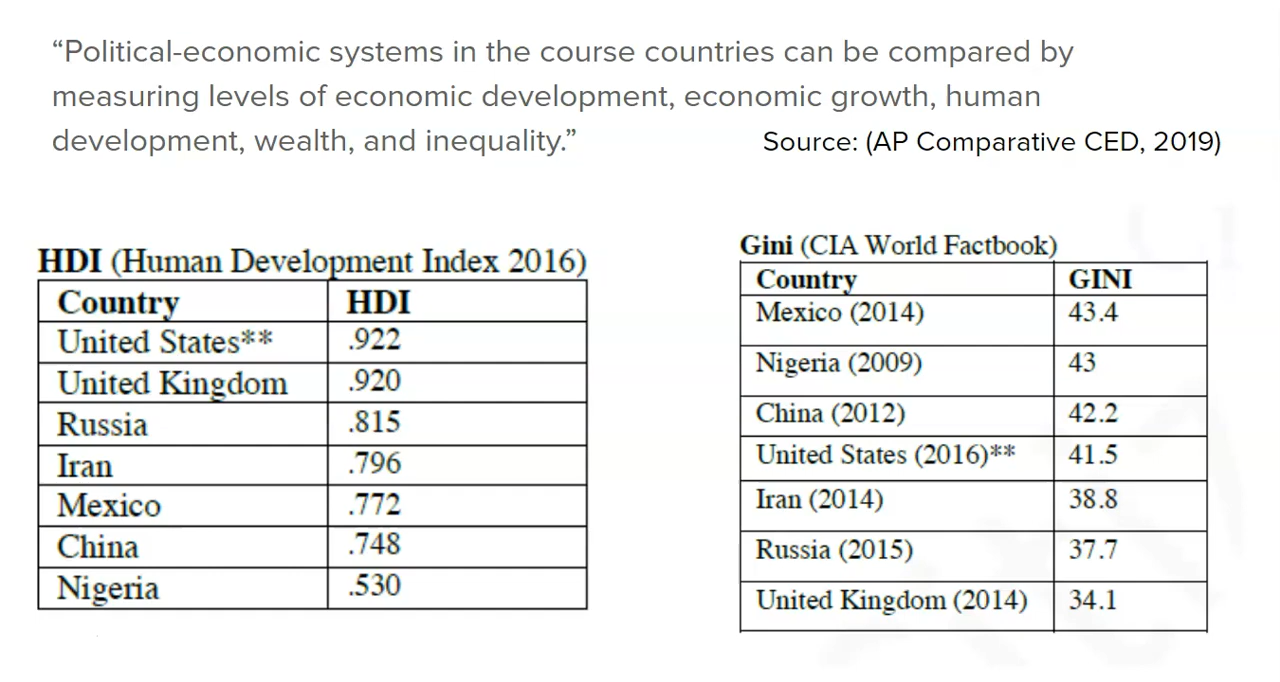 “Political-economic systems in the course countries can be compared by
measuring levels of economic development, economic growth, human
development, wealth, and inequality.”
Source: (AP Comparative CED, 2019)
HDI (Human Development Index 2016)
Country HDI
United States** .922
United Kingdom .920
Russia .815
Iran .796
Mexico .772
China .748
Nigeria .530
Gini (CIA World Factbook)
Country GINI
Mexico (2014) 43.4
Nigeria (2009) 43
China (2012) 42.2
United States (2016)** 41.5
Iran (2014) 38.8
Russia (2015) 37.7
United Kingdom (2014) 34.1